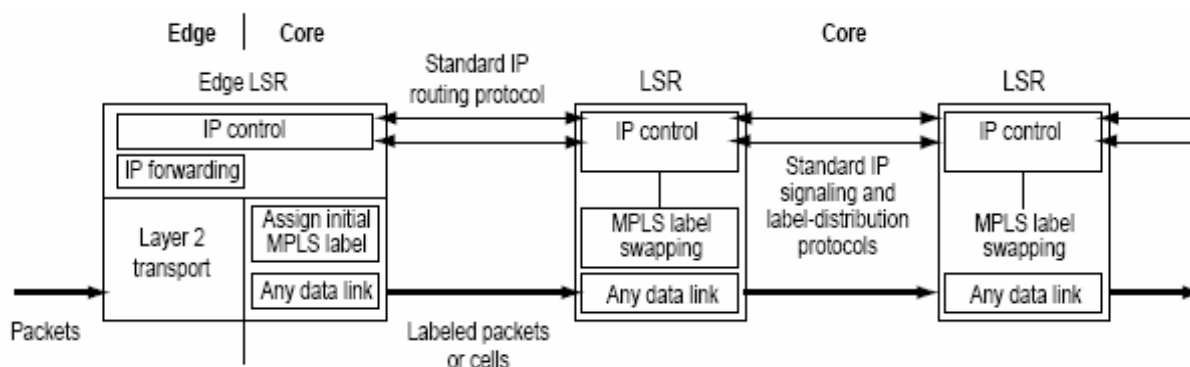 Edge
Core
Core
Edge LSR
Standard IP
routing protocol
LSR
LSR
IP control
IP control
IP control
IP forwarding
Layer 2
transport
Assign initial
MPLS label
MPLS label
swapping
Standard IP
signaling and
label-distribution
protocols
MPLS label
swapping
Any data link
Any data link
Any data link
Packets
Labeled packets
or cells